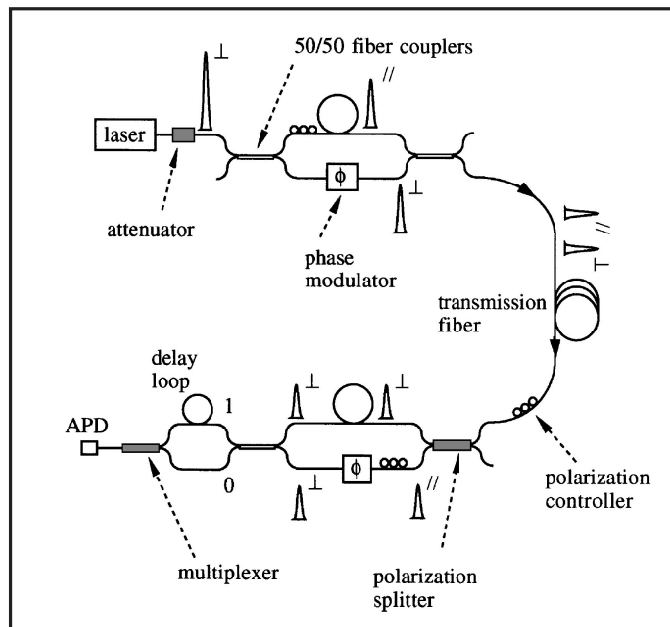 ⊥
50/50 fiber couplers
//
laser
ϕ
⊥
attenuator
phase
modulator
//
⊥
transmission
fiber
delay
loop
1
⊥
⊥
APD
ϕ
0
⊥
//
polarization
controller
multiplexer
polarization
splitter